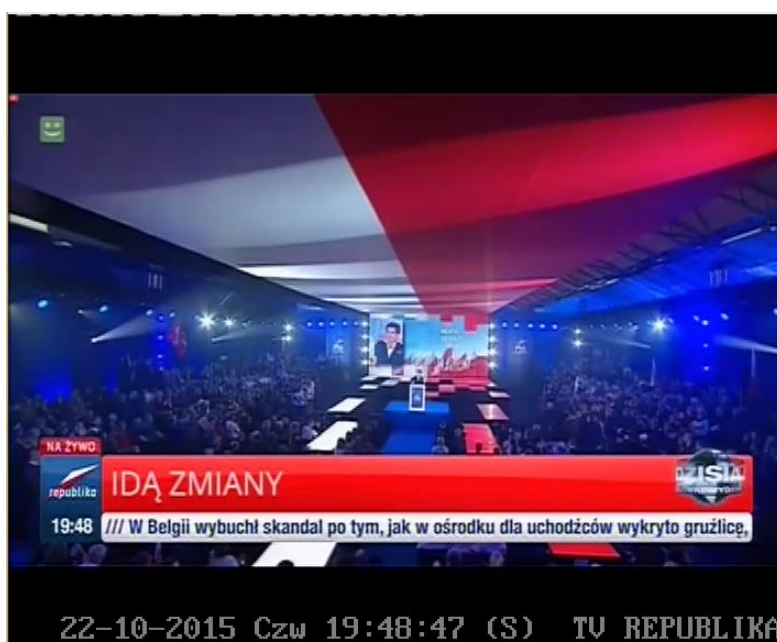 NA ŻYWO
republika
IDĄ ZMIANY
DZISIAJ
19:48
/// W Belgii wybuchł skandal po tym, jak w ośrodku dla uchodźców wykryto gruźlicę,
22-10-2015 Czw 19:48:47 (S) TV REPUBLIKA